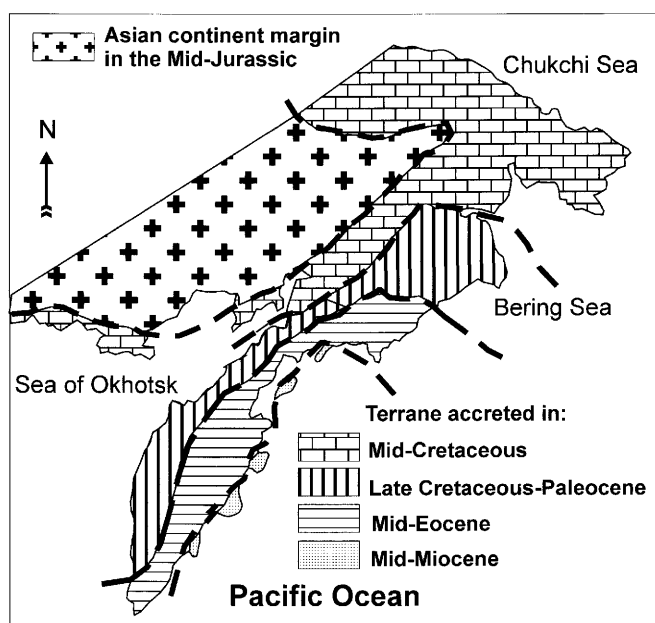 Asian continent margin
in the Mid-Jurassic
Chukchi Sea
N
Bering Sea
Sea of Okhotsk
Terrane accreted in:
Mid-Cretaceous
Late Cretaceous-Paleocene
Mid-Eocene
Mid-Miocene
Pacific Ocean